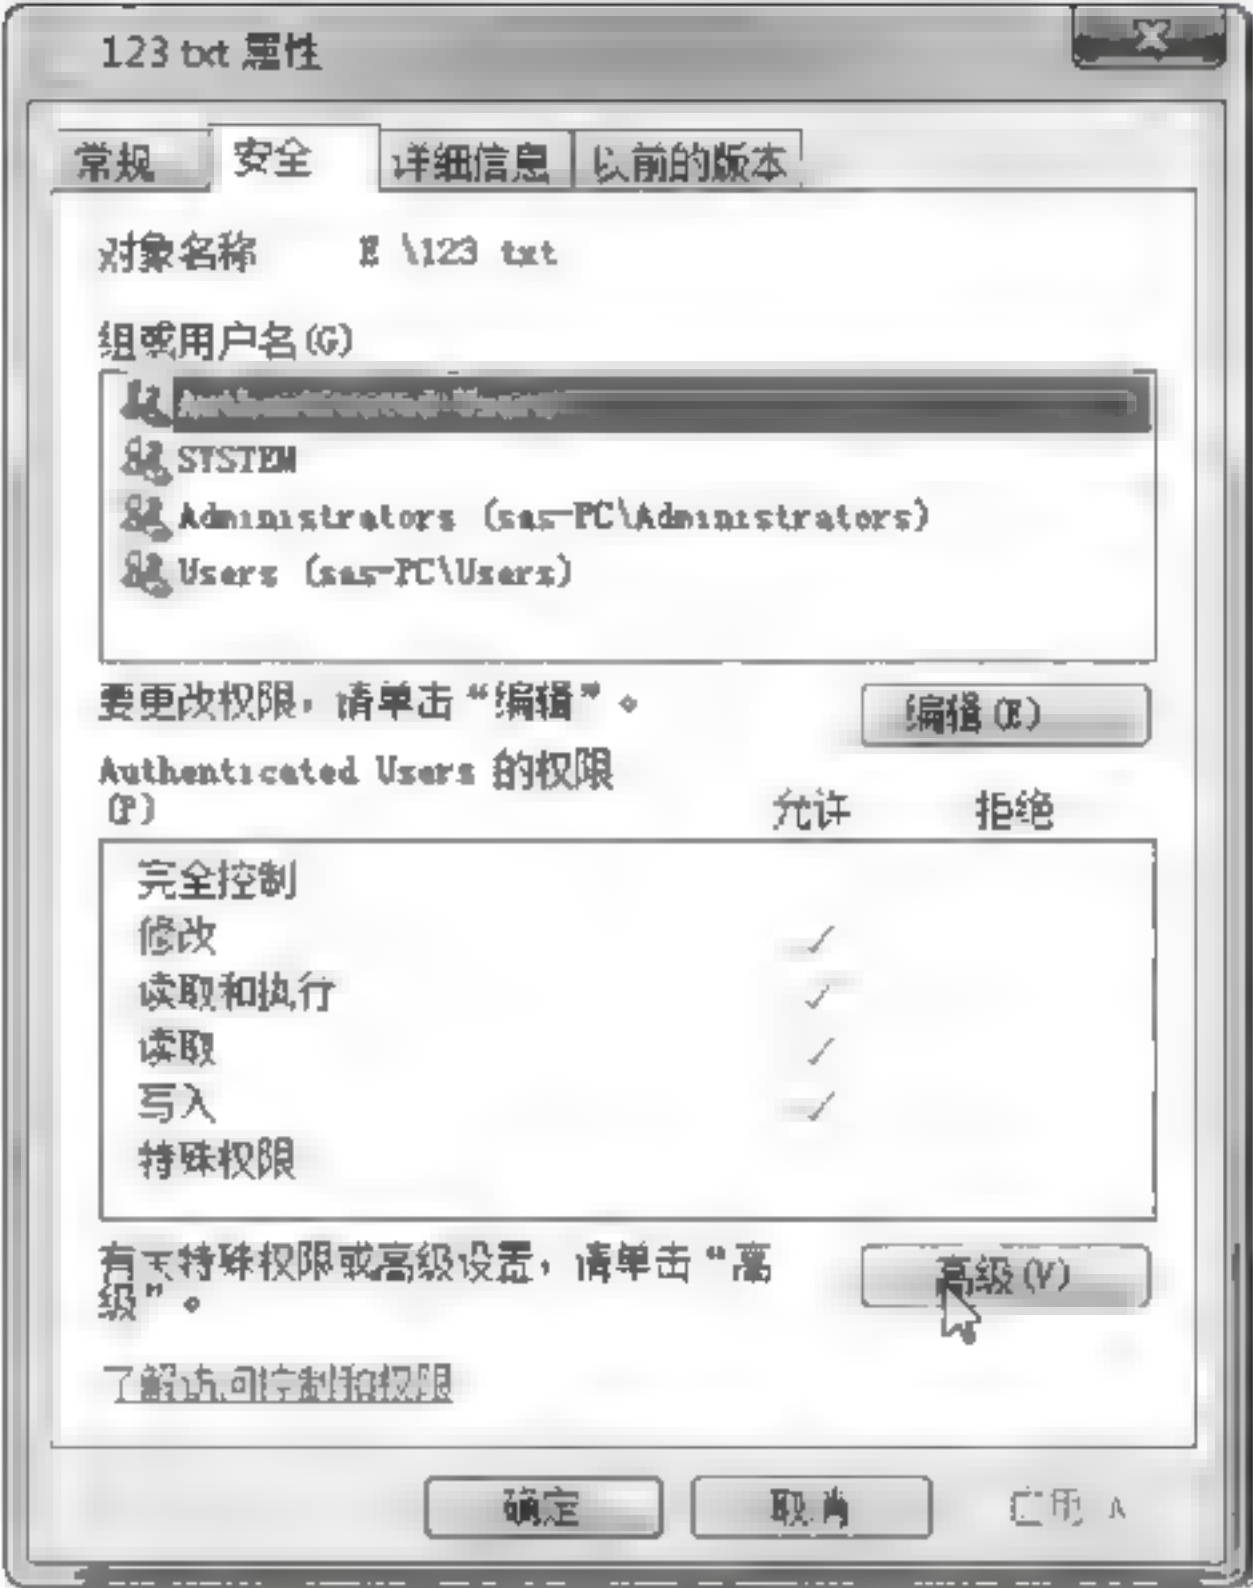 123 txt 属性
常规 安全 详细信息 以前的版本
对象名称 E \123 txt
组或用户名(G)
SYSTEM
Administrators (sas-PC\Administrators)
Users (sas-PC\Users)
要更改权限，请单击“编辑”。
编辑(E)
Authenticated Users 的权限
(P)
允许 拒绝
完全控制
修改
读取和执行
读取
写入
特殊权限
有关特殊权限或高级设置，请单击“高
级”。
高级(V)
了解访问控制和权限
确定 取消 应用 A